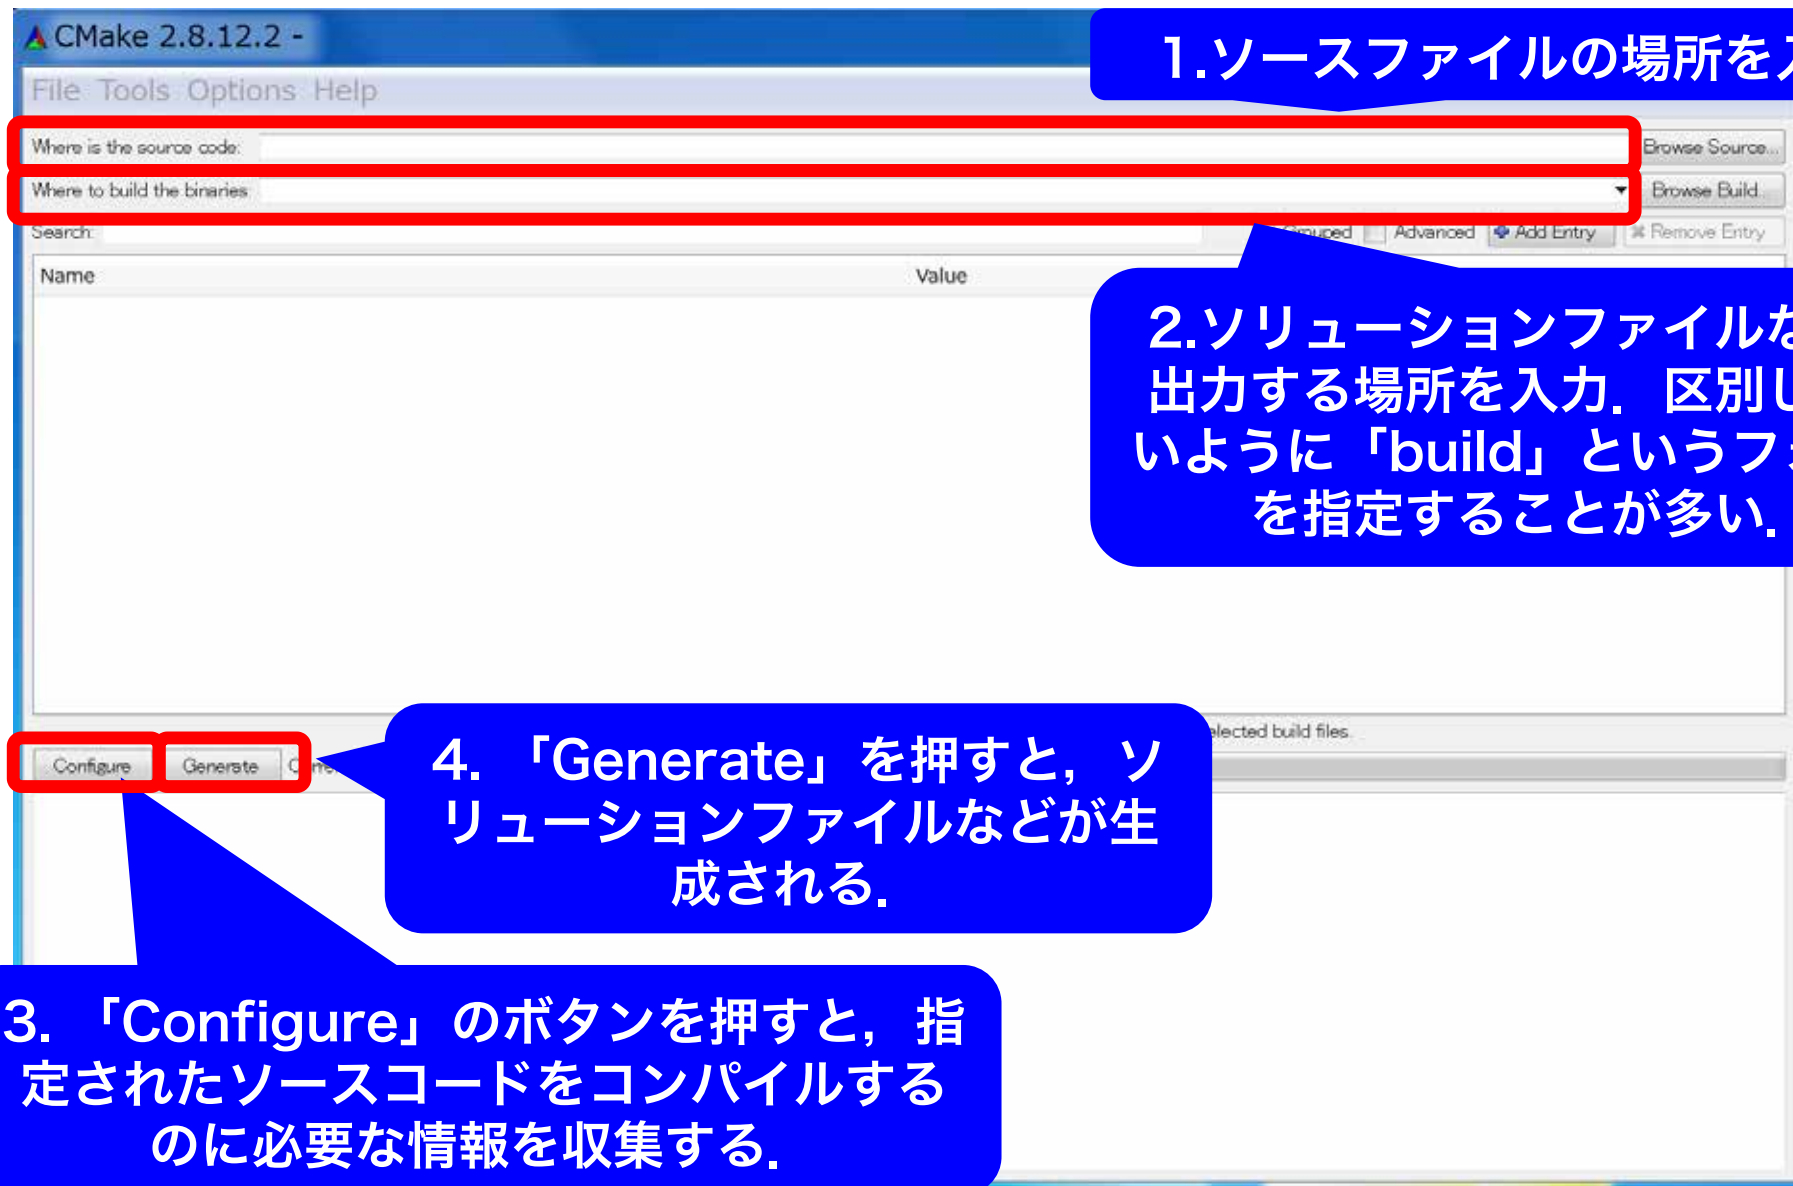 CMake 2.8.12.2 -
1.ソースファイルの場所を
File Tools Options Help
Where is the source code:
Browse Source...
Where to build the binaries:
Browse Build...
Search:
Grouped
Advanced
Add Entry
Remove Entry
Name
Value
2.ソリューションファイルな
出力する場所を入力．区別し
いように「build」というフォ
を指定することが多い．
elected build files.
Configure
Generate
4. 「Generate」を押すと，ソ
リューションファイルなどが生
成される．
3. 「Configure」のボタンを押すと，指
定されたソースコードをコンパイルする
のに必要な情報を収集する．